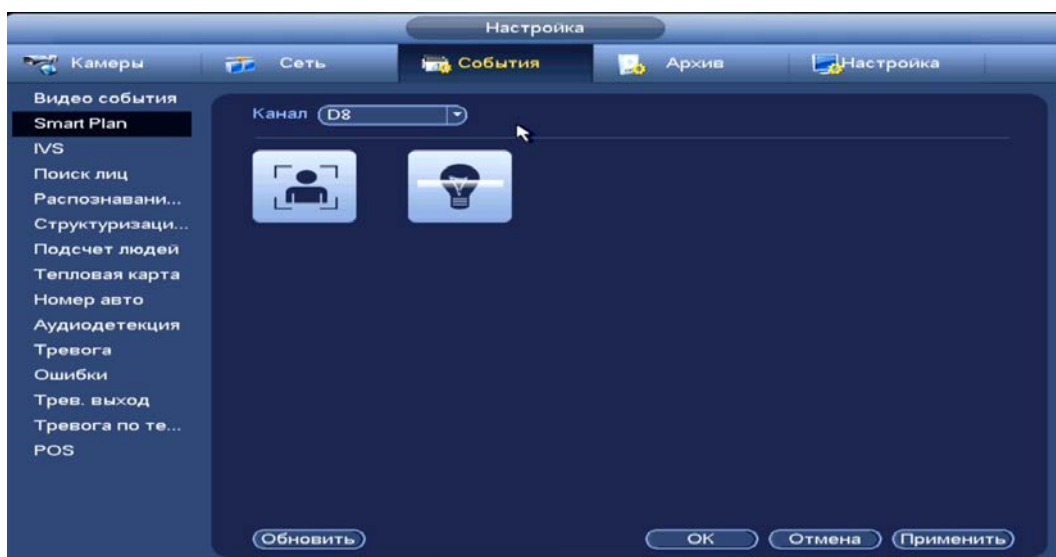 Настройка
Камеры
Сеть
События
Архив
Настройка
Видео события
Smart Plan
IVS
Поиск лиц
Распознавани...
Структуризаци...
Подсчет людей
Тепловая карта
Номер авто
Аудиодетекция
Тревога
Ошибки
Трев. выход
Тревога по те...
POS
Канал D8
Обновить
OK
Отмена
Применить